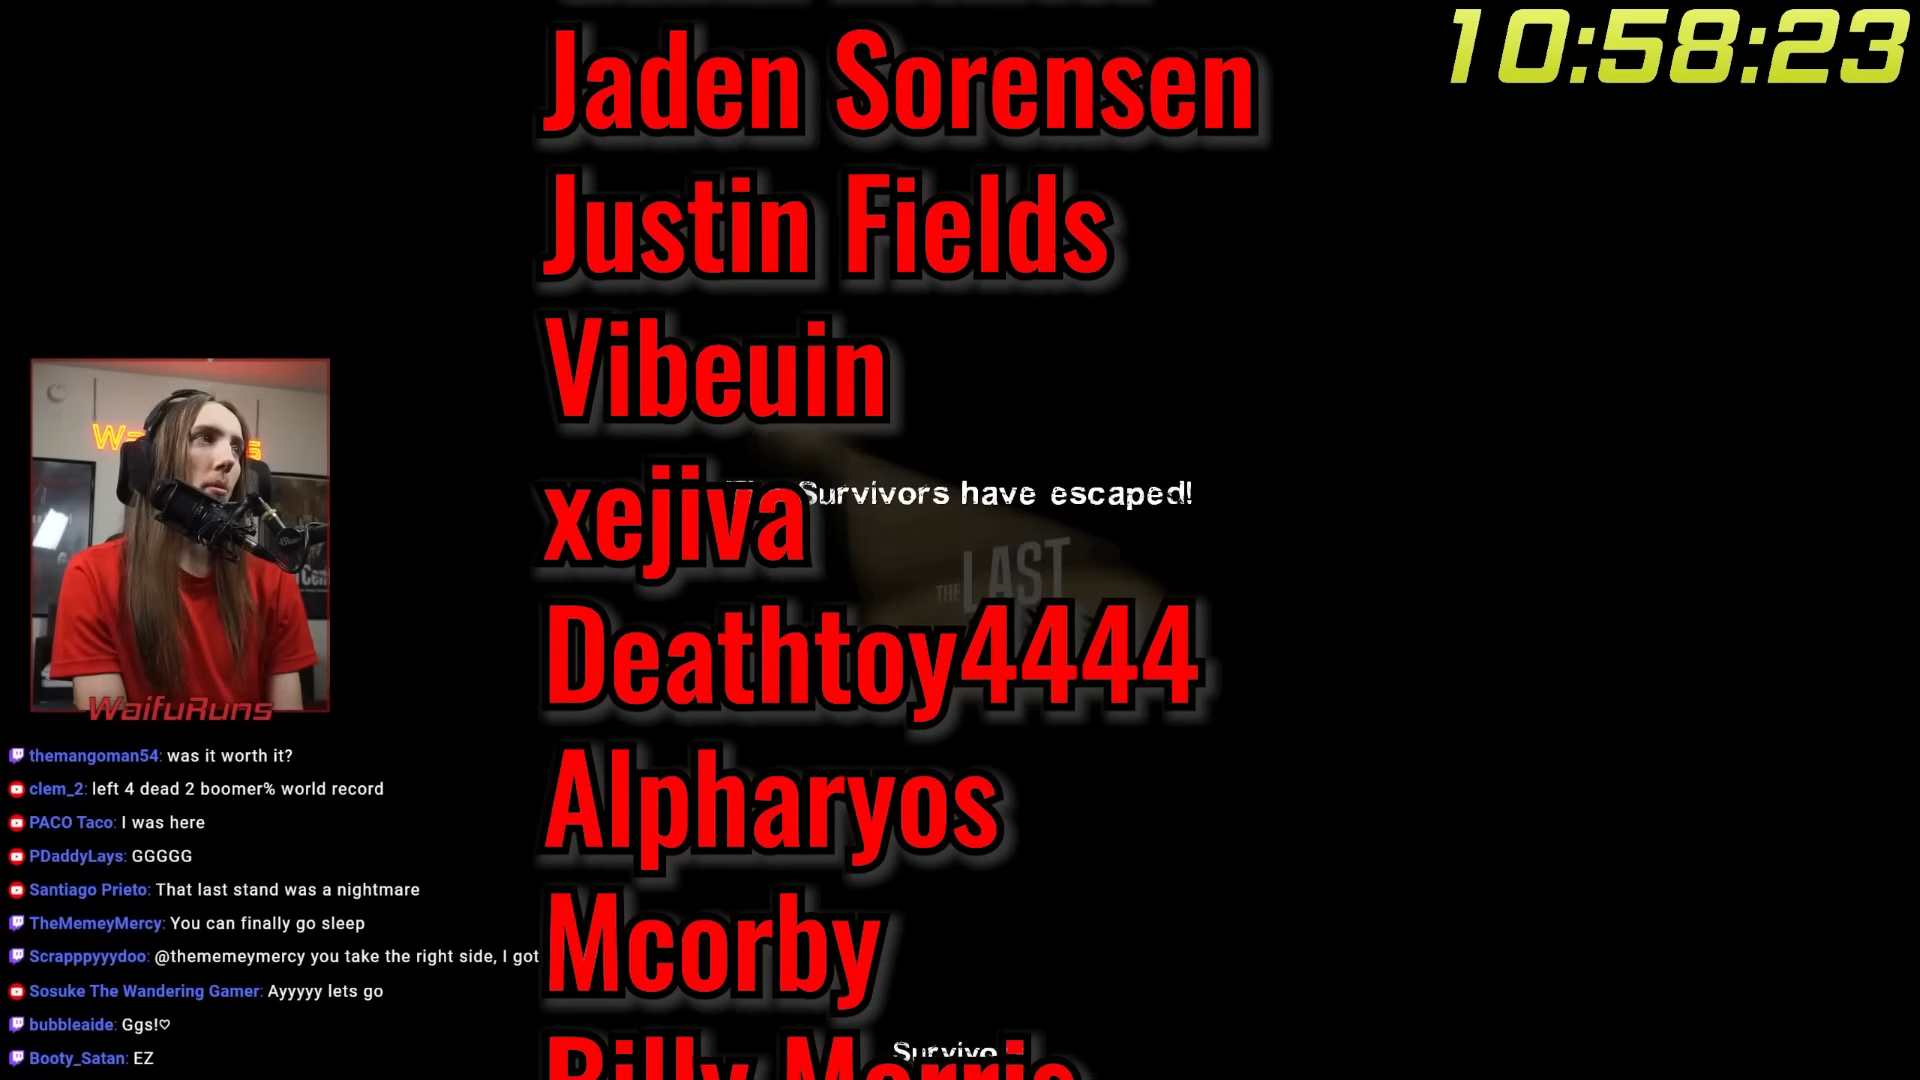 10:58:23
Jaden Sorensen
Justin Fields
Vibeuin
xejiva
Survivors have escaped!
THE LAST
Deathtoy4444
Alpharyos
Mcorby
Billy Morris
WaifuRuns
themangoman54: was it worth it?
clem_2: left 4 dead 2 boomer% world record
PACO Taco: I was here
PDaddyLays: GGGGG
Santiago Prieto: That last stand was a nightmare
TheMemeyMercy: You can finally go sleep
Scrapppyyydoo: @thememeymercy you take the right side, I got
Sosuke The Wandering Gamer: Ayyyyy lets go
bubbleaide: Ggs!♡
Booty_Satan: EZ